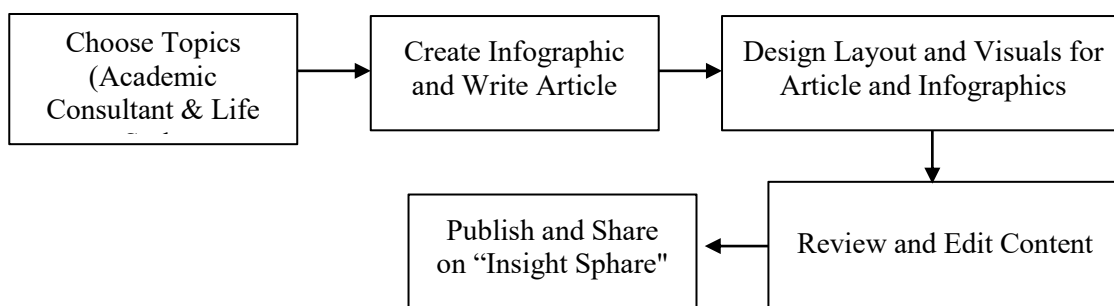 Choose Topics
(Academic
Consultant & Life
Create Infographic
and Write Article
Design Layout and Visuals for
Article and Infographics
Review and Edit Content
Publish and Share
on “Insight Sphare"